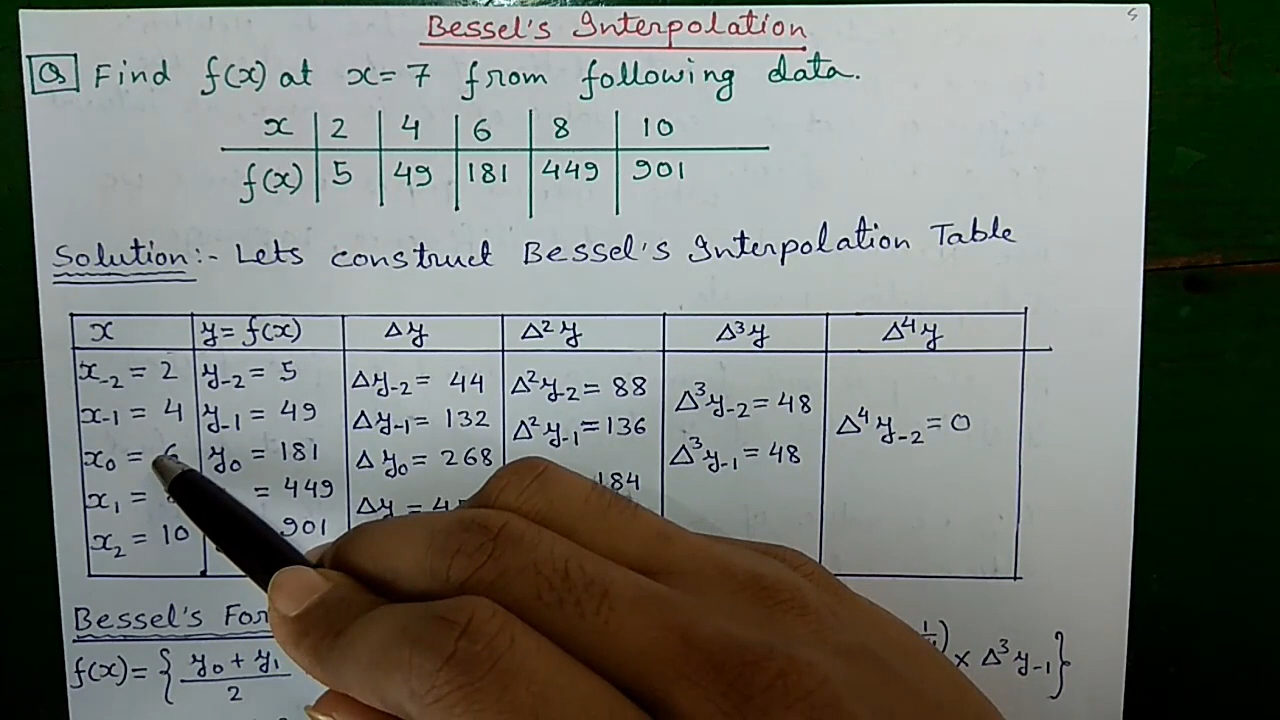 5
Bessel's Interpolation
Q Find f(x) at x=7 from following data.
x 2 4 6 8 10
f(x) 5 49 181 449 901
Solution:- Lets construct Bessel's Interpolation Table
x y=f(x) Δy Δ²y Δ³y Δ⁴y
x₋₂ = 2 y₋₂ = 5 Δy₋₂ = 44 Δ²y₋₂ = 88 Δ³y₋₂ = 48 Δ⁴y₋₂ = 0
x₋₁ = 4 y₋₁ = 49 Δy₋₁ = 132 Δ²y₋₁ = 136 Δ³y₋₁ = 48
x₀ = 6 y₀ = 181 Δy₀ = 268 184
x₁ = = 449 Δy =
x₂ = 10 901
Bessel's
f(x) = { y₀ + y₁ / 2 × Δ³y₋₁ }